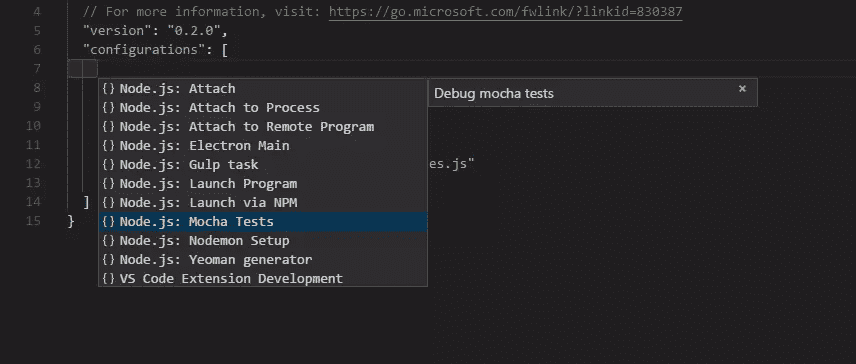 4 // For more information, visit: https://go.microsoft.com/fwlink/?linkid=830387
5 "version": "0.2.0",
6 "configurations": [
7
8 {} Node.js: Attach Debug mocha tests ×
9 {} Node.js: Attach to Process
10 {} Node.js: Attach to Remote Program
11 {} Node.js: Electron Main
12 {} Node.js: Gulp task es.js"
13 {} Node.js: Launch Program
14 ] {} Node.js: Launch via NPM
15 } {} Node.js: Mocha Tests
{} Node.js: Nodemon Setup
{} Node.js: Yeoman generator
{} VS Code Extension Development